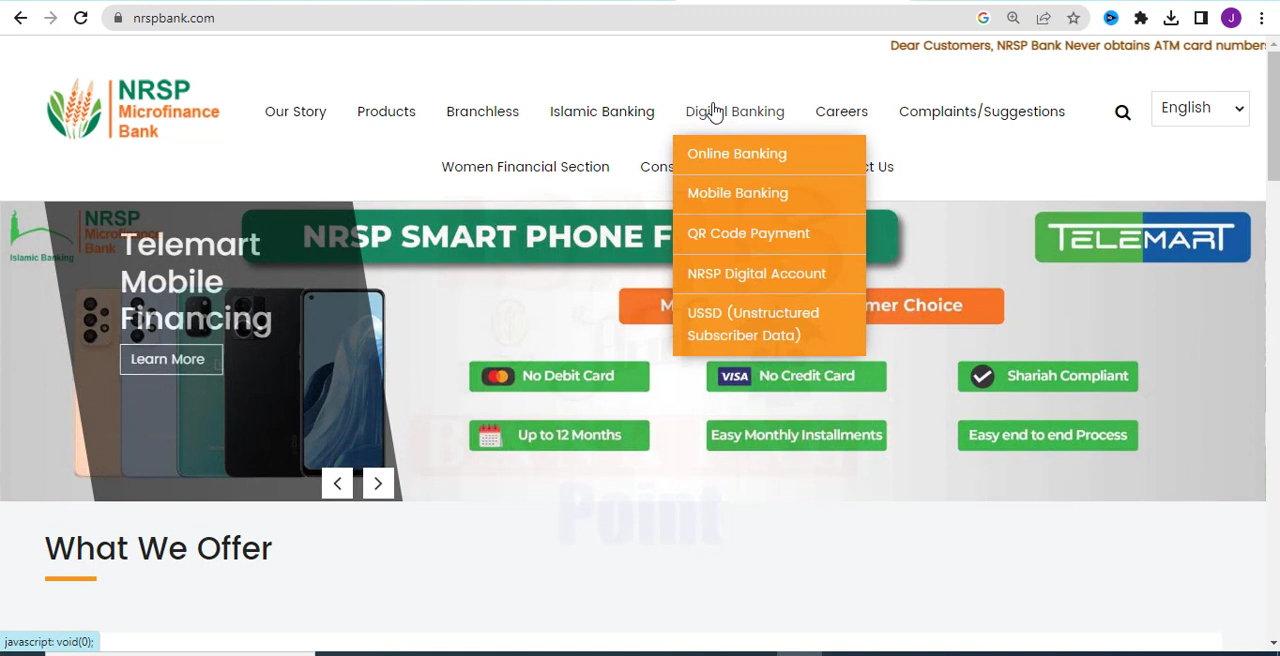 nrspbank.com
J
Dear Customers, NRSP Bank Never obtains ATM card numbers
NRSP
Microfinance
Bank
Our Story
Products
Branchless
Islamic Banking
Digital Banking
Careers
Complaints/Suggestions
English
Women Financial Section
Cons
ct Us
Online Banking
Mobile Banking
QR Code Payment
NRSP Digital Account
USSD (Unstructured
Subscriber Data)
NRSP
Microfinance
Bank
Islamic Banking
Telemart
Mobile
Financing
Learn More
NRSP SMART PHONE F
TELEMART
M
mer Choice
No Debit Card
VISA No Credit Card
Shariah Compliant
Up to 12 Months
Easy Monthly Installments
Easy end to end Process
Point
What We Offer
javascript: void(0);